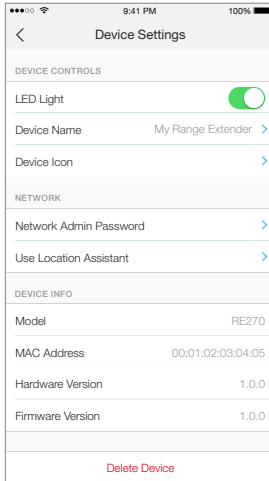 9:41 PM 100%
Device Settings
DEVICE CONTROLS
LED Light
Device Name My Range Extender
Device Icon
NETWORK
Network Admin Password
Use Location Assistant
DEVICE INFO
Model RE270
MAC Address 00:01:02:03:04:05
Hardware Version 1.0.0
Firmware Version 1.0.0
Delete Device